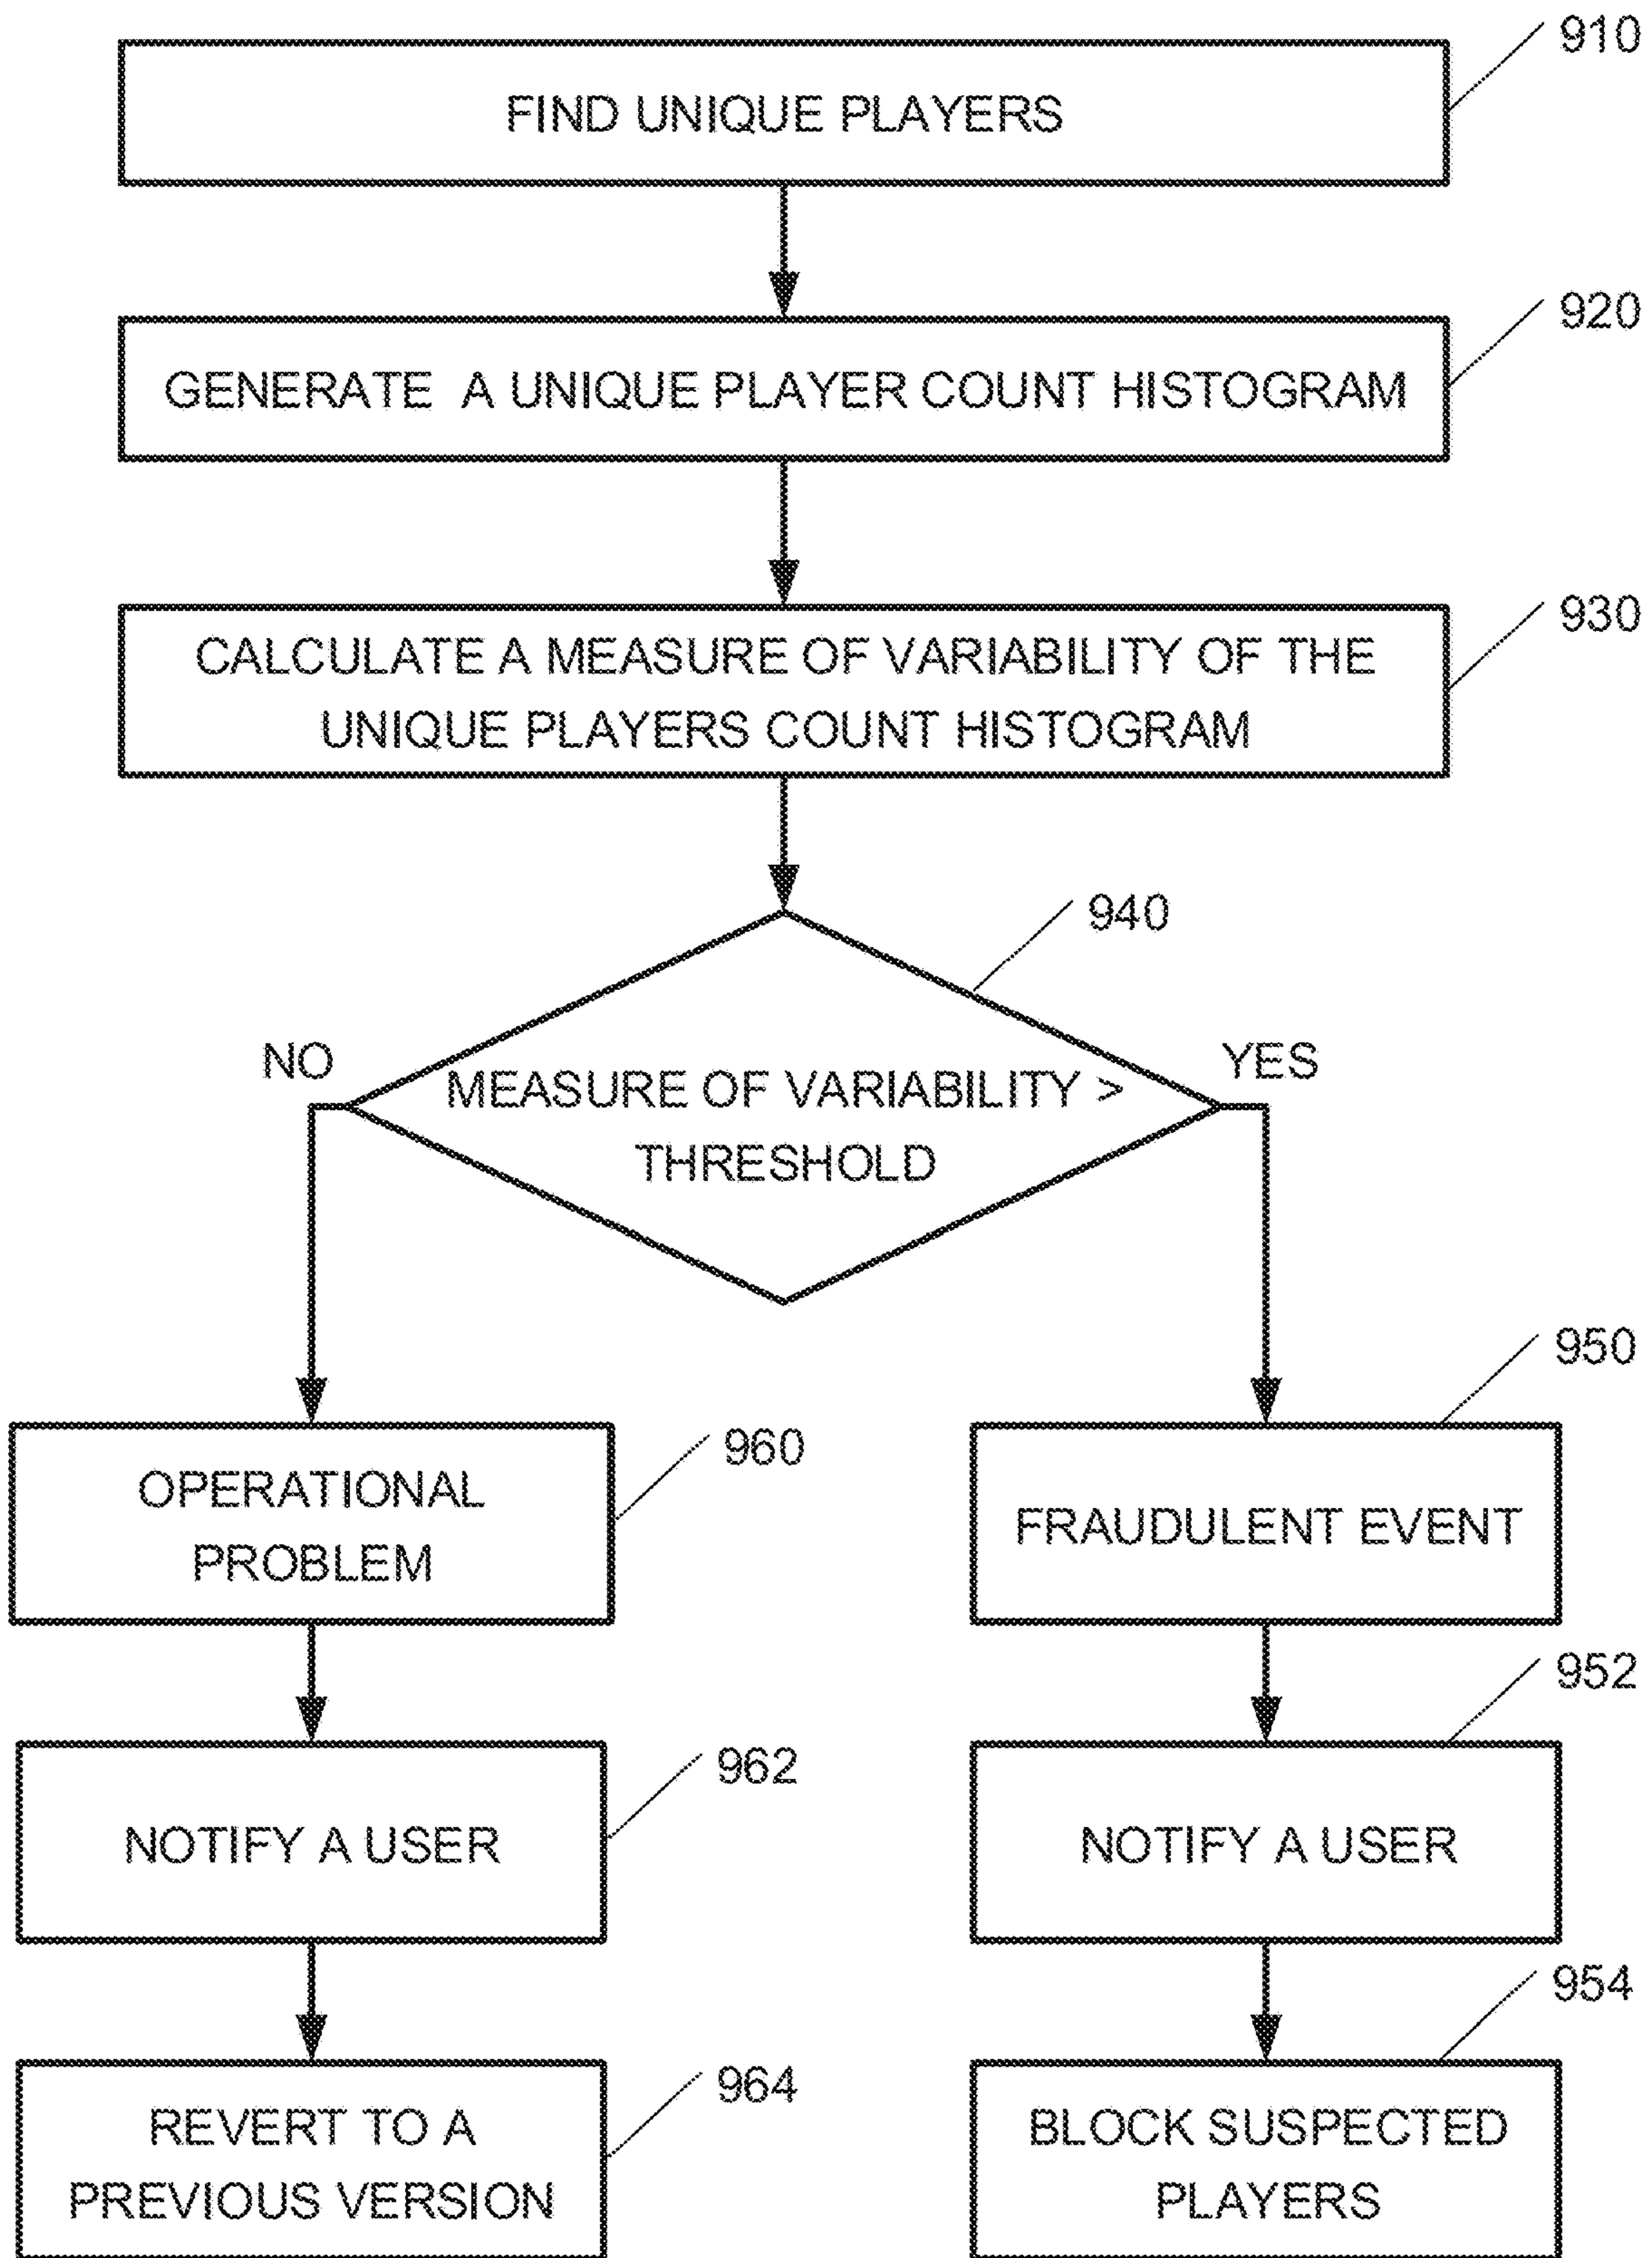 910
FIND UNIQUE PLAYERS
920
GENERATE A UNIQUE PLAYER COUNT HISTOGRAM
930
CALCULATE A MEASURE OF VARIABILITY OF THE
UNIQUE PLAYERS COUNT HISTOGRAM
940
NO
YES
MEASURE OF VARIABILITY >
THRESHOLD
960
OPERATIONAL
PROBLEM
950
FRAUDULENT EVENT
962
NOTIFY A USER
952
NOTIFY A USER
964
REVERT TO A
PREVIOUS VERSION
954
BLOCK SUSPECTED
PLAYERS